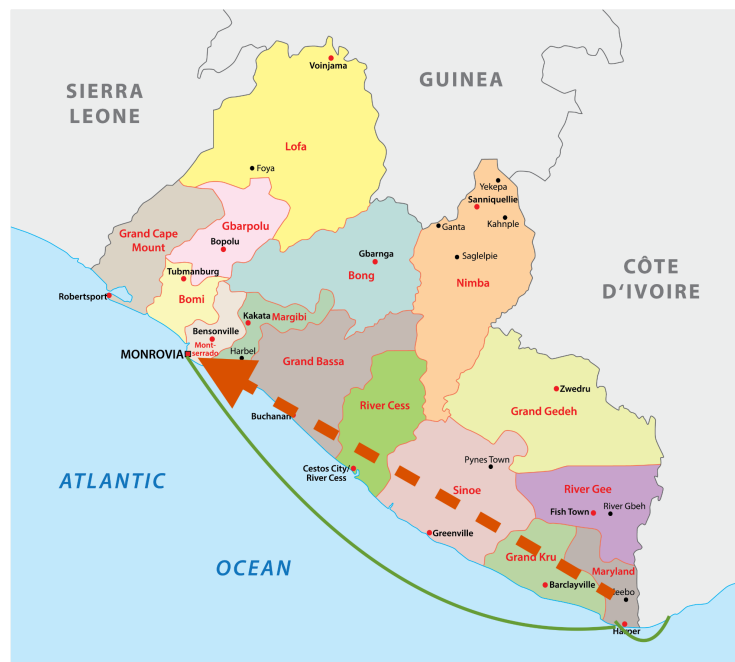 Voinjama
GUINEA
SIERRA
LEONE
Lofa
Foya
Yekepa
Sanniquellie
Gbarpolu
Kahnple
Grand Cape
Mount
Ganta
Bopolu
Gbarnga
Saglelpie
Bong
CÔTE
D'IVOIRE
Tubmanburg
Nimba
Robertsport
Bomi
Kakata
Margibi
Bensonville
Mont-
serrado
MONROVIA
Harbel
Grand Bassa
Zwedru
River Cess
Grand Gedeh
Buchanan
Pynes Town
Cestos City/
River Cess
ATLANTIC
Sinoe
River Gee
Fish Town
River Gbeh
Greenville
Grand Kru
OCEAN
Maryland
Barclayville
Harper